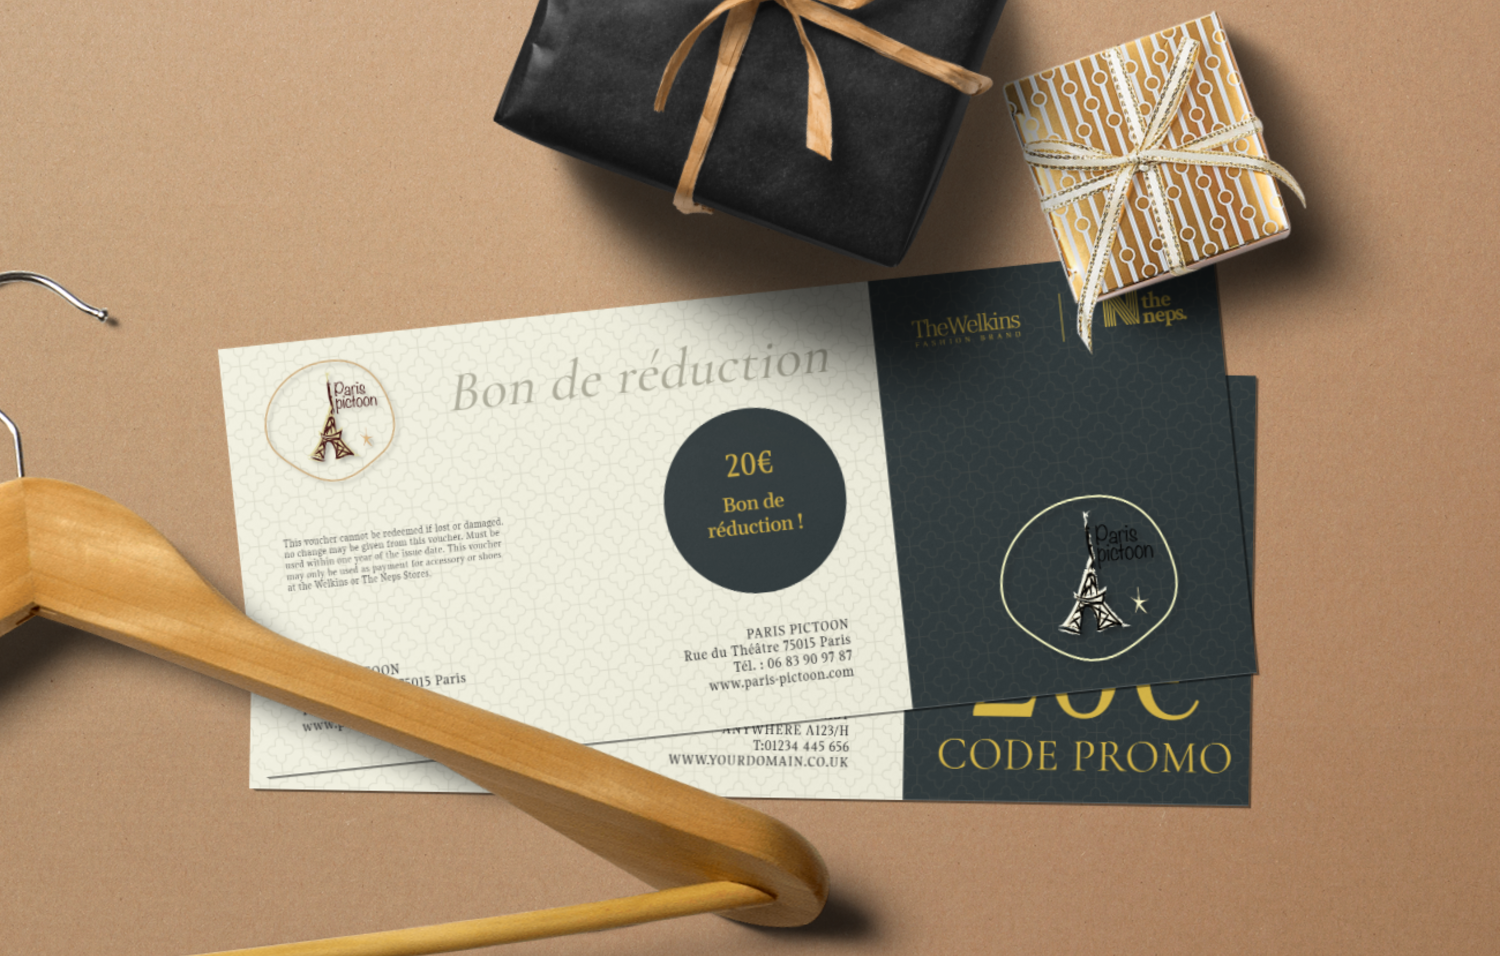 TheWelkins
FASHION BRAND
the
neps.
Paris
pictoon
Bon de réduction
20€
Bon de
réduction !
This voucher cannot be redeemed if lost or damaged,
no change may be given from this voucher. Must be
used within one year of the issue date. This voucher
may only be used as payment for accessory or shoes
at the Welkins or The Neps Stores.
Paris
pictoon
PARIS PICTOON
Rue du Théâtre 75015 Paris
Tél. : 06 83 90 97 87
www.paris-pictoon.com
75015 Paris
20€
CODE PROMO
ANYWHERE A123/H
T:01234 445 656
WWW.YOURDOMAIN.CO.UK